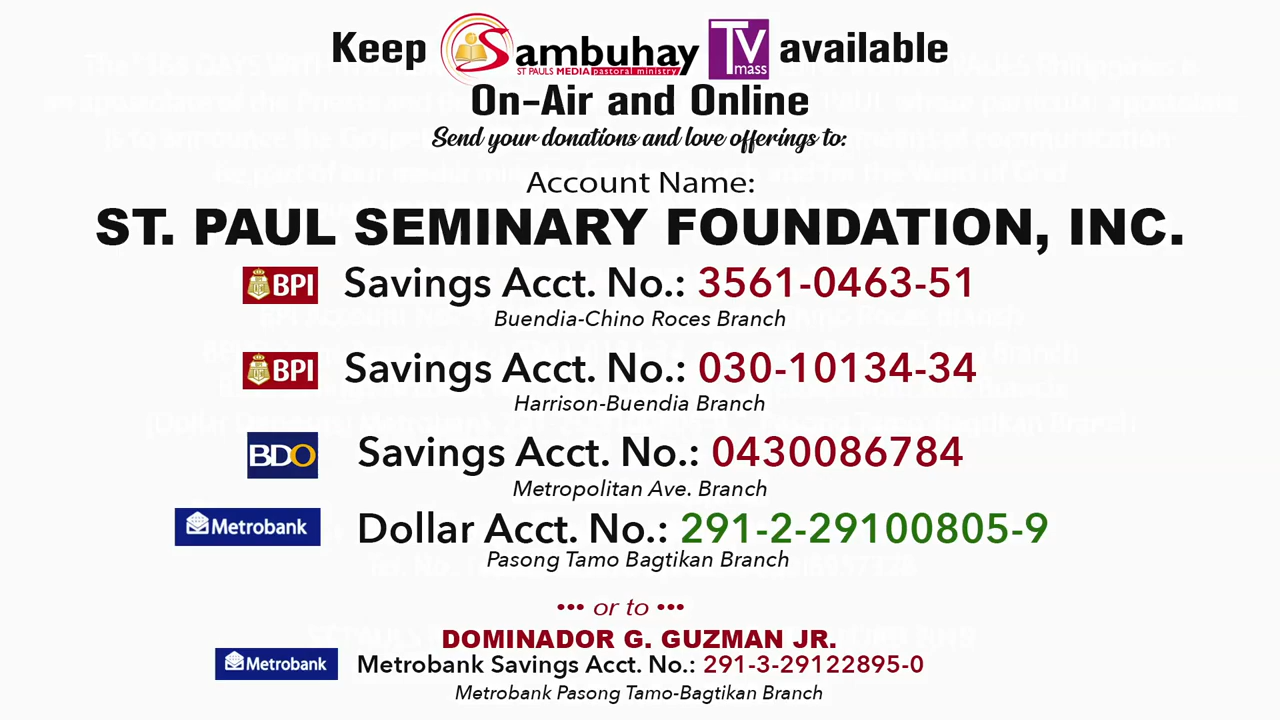 Keep Sambuhay TV mass available
ST PAULS MEDIA pastoral ministry
On-Air and Online
Send your donations and love offerings to:
Account Name:
ST. PAUL SEMINARY FOUNDATION, INC.
BPI Savings Acct. No.: 3561-0463-51
Buendia-Chino Roces Branch
BPI Savings Acct. No.: 030-10134-34
Harrison-Buendia Branch
BDO Savings Acct. No.: 0430086784
Metropolitan Ave. Branch
Metrobank Dollar Acct. No.: 291-2-29100805-9
Pasong Tamo Bagtikan Branch
••• or to •••
DOMINADOR G. GUZMAN JR.
Metrobank Metrobank Savings Acct. No.: 291-3-29122895-0
Metrobank Pasong Tamo-Bagtikan Branch